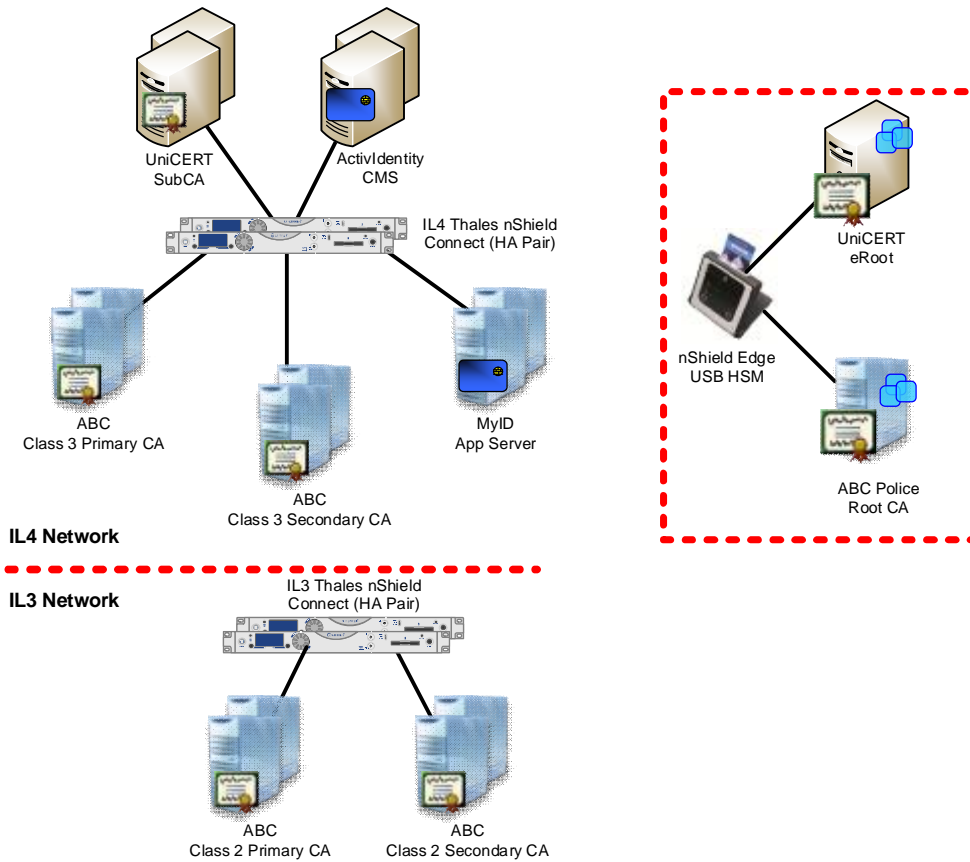 UniCERT
SubCA
ActivIdentity
CMS
IL4 Thales nShield
Connect (HA Pair)
ABC
Class 3 Primary CA
ABC
Class 3 Secondary CA
MyID
App Server
IL4 Network
UniCERT
eRoot
nShield Edge
USB HSM
ABC Police
Root CA
IL3 Network
IL3 Thales nShield
Connect (HA Pair)
ABC
Class 2 Primary CA
ABC
Class 2 Secondary CA